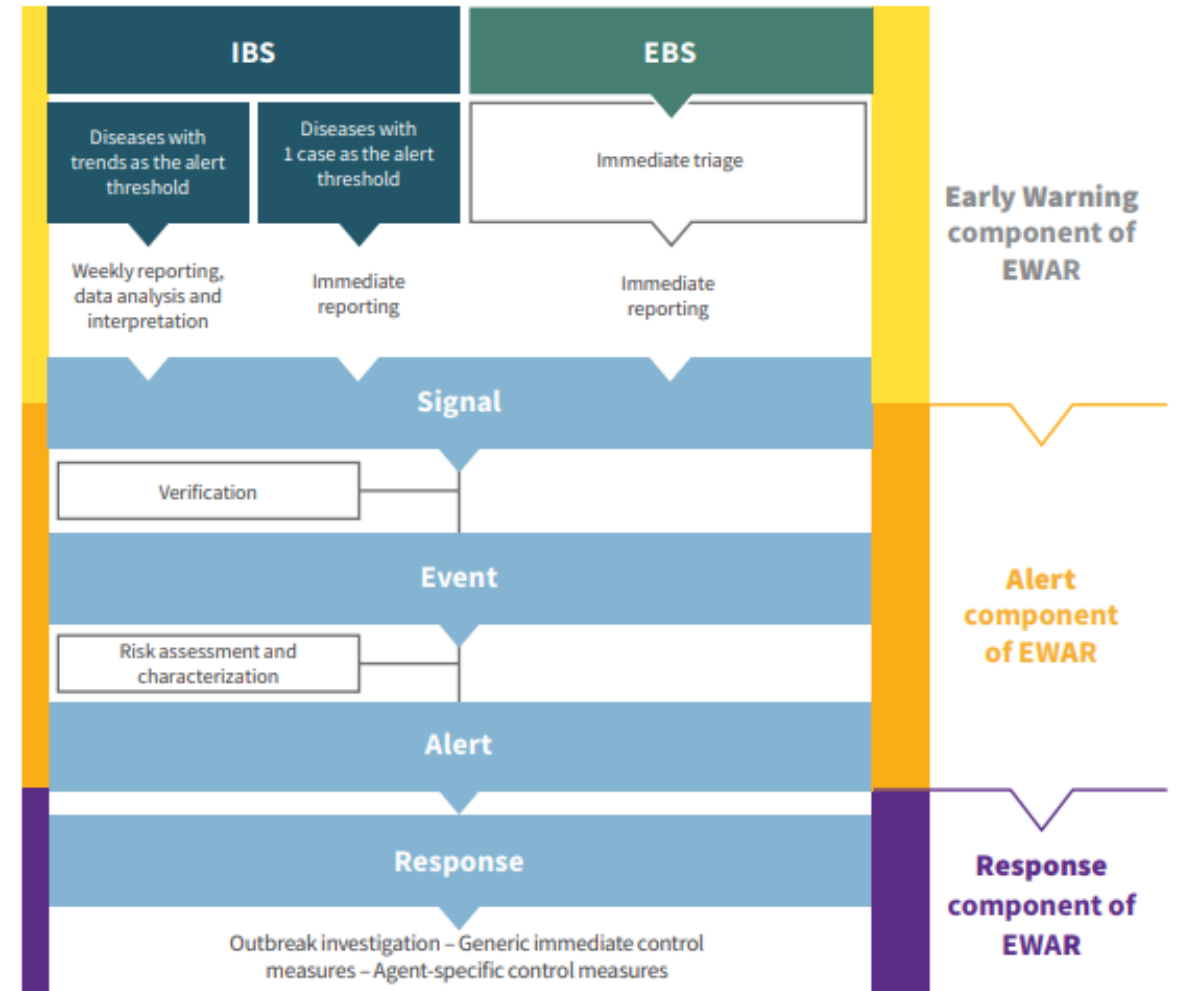 IBS
EBS
Diseases with
trends as the alert
threshold
Diseases with
1 case as the alert
threshold
Immediate triage
Weekly reporting,
data analysis and
interpretation
Immediate
reporting
Immediate
reporting
Early Warning
component of
EWAR
Signal
Verification
Event
Alert
component
of EWAR
Risk assessment and
characterization
Alert
Response
Response
component of
EWAR
Outbreak investigation – Generic immediate control
measures – Agent-specific control measures